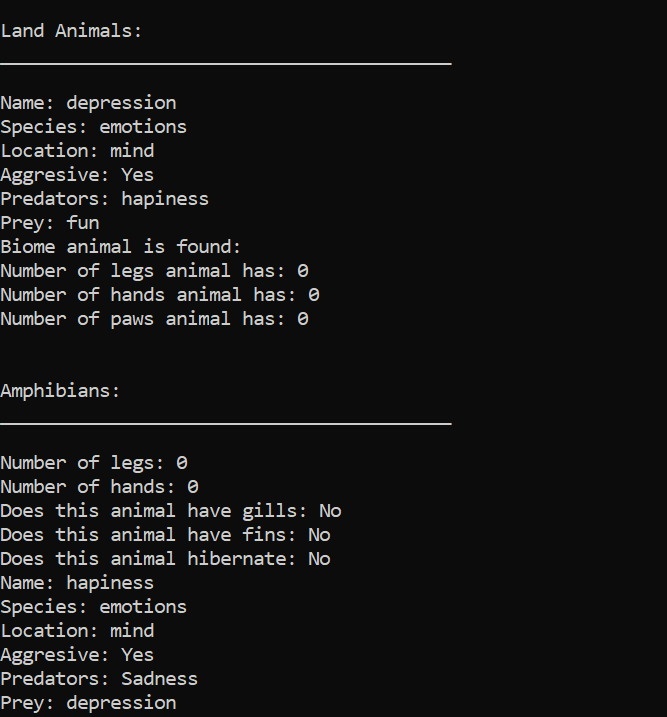 Land Animals:
_________________________________________
Name: depression
Species: emotions
Location: mind
Aggresive: Yes
Predators: hapiness
Prey: fun
Biome animal is found:
Number of legs animal has: 0
Number of hands animal has: 0
Number of paws animal has: 0
Amphibians:
_________________________________________
Number of legs: 0
Number of hands: 0
Does this animal have gills: No
Does this animal have fins: No
Does this animal hibernate: No
Name: hapiness
Species: emotions
Location: mind
Aggresive: Yes
Predators: Sadness
Prey: depression